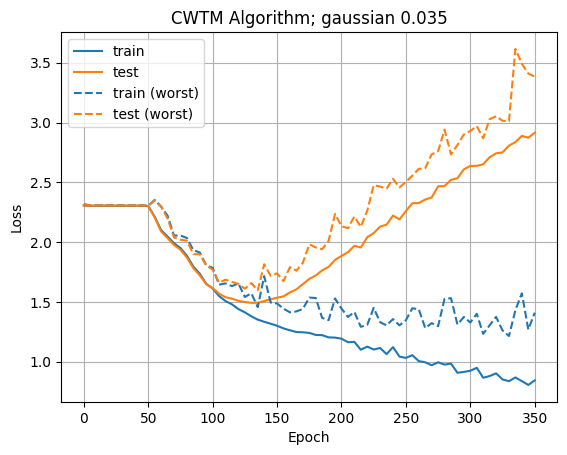 CWTM Algorithm; gaussian 0.035
train
test
train (worst)
test (worst)
Loss
3.5
3.0
2.5
2.0
1.5
1.0
0
50
100
150
200
250
300
350
Epoch